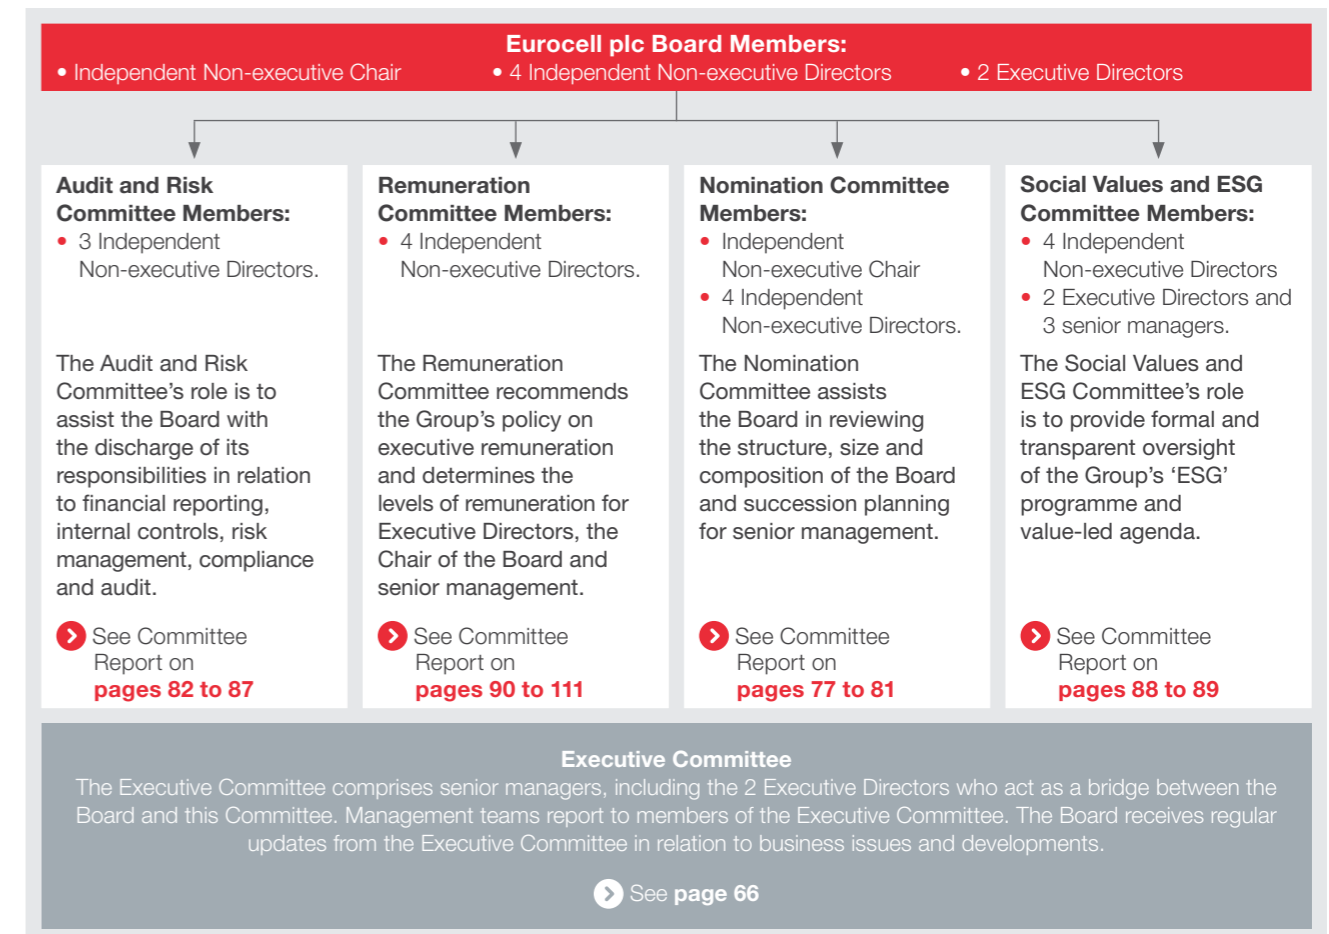 Eurocell plc Board Members:
• Independent Non-executive Chair • 4 Independent Non-executive Directors • 2 Executive Directors
Audit and Risk
Committee Members:
• 3 Independent
Non-executive Directors.
The Audit and Risk
Committee’s role is to
assist the Board with
the discharge of its
responsibilities in relation
to financial reporting,
internal controls, risk
management, compliance
and audit.
See Committee
Report on
pages 82 to 87
Remuneration
Committee Members:
• 4 Independent
Non-executive Directors.
The Remuneration
Committee recommends
the Group’s policy on
executive remuneration
and determines the
levels of remuneration for
Executive Directors, the
Chair of the Board and
senior management.
See Committee
Report on
pages 90 to 111
Nomination Committee
Members:
• Independent
Non-executive Chair
• 4 Independent
Non-executive Directors.
The Nomination
Committee assists
the Board in reviewing
the structure, size and
composition of the Board
and succession planning
for senior management.
See Committee
Report on
pages 77 to 81
Social Values and ESG
Committee Members:
• 4 Independent
Non-executive Directors
• 2 Executive Directors and
3 senior managers.
The Social Values and
ESG Committee’s role
is to provide formal and
transparent oversight
of the Group’s ‘ESG’
programme and
value-led agenda.
See Committee
Report on
pages 88 to 89
Executive Committee
The Executive Committee comprises senior managers, including the 2 Executive Directors who act as a bridge between the
Board and this Committee. Management teams report to members of the Executive Committee. The Board receives regular
updates from the Executive Committee in relation to business issues and developments.
See page 66